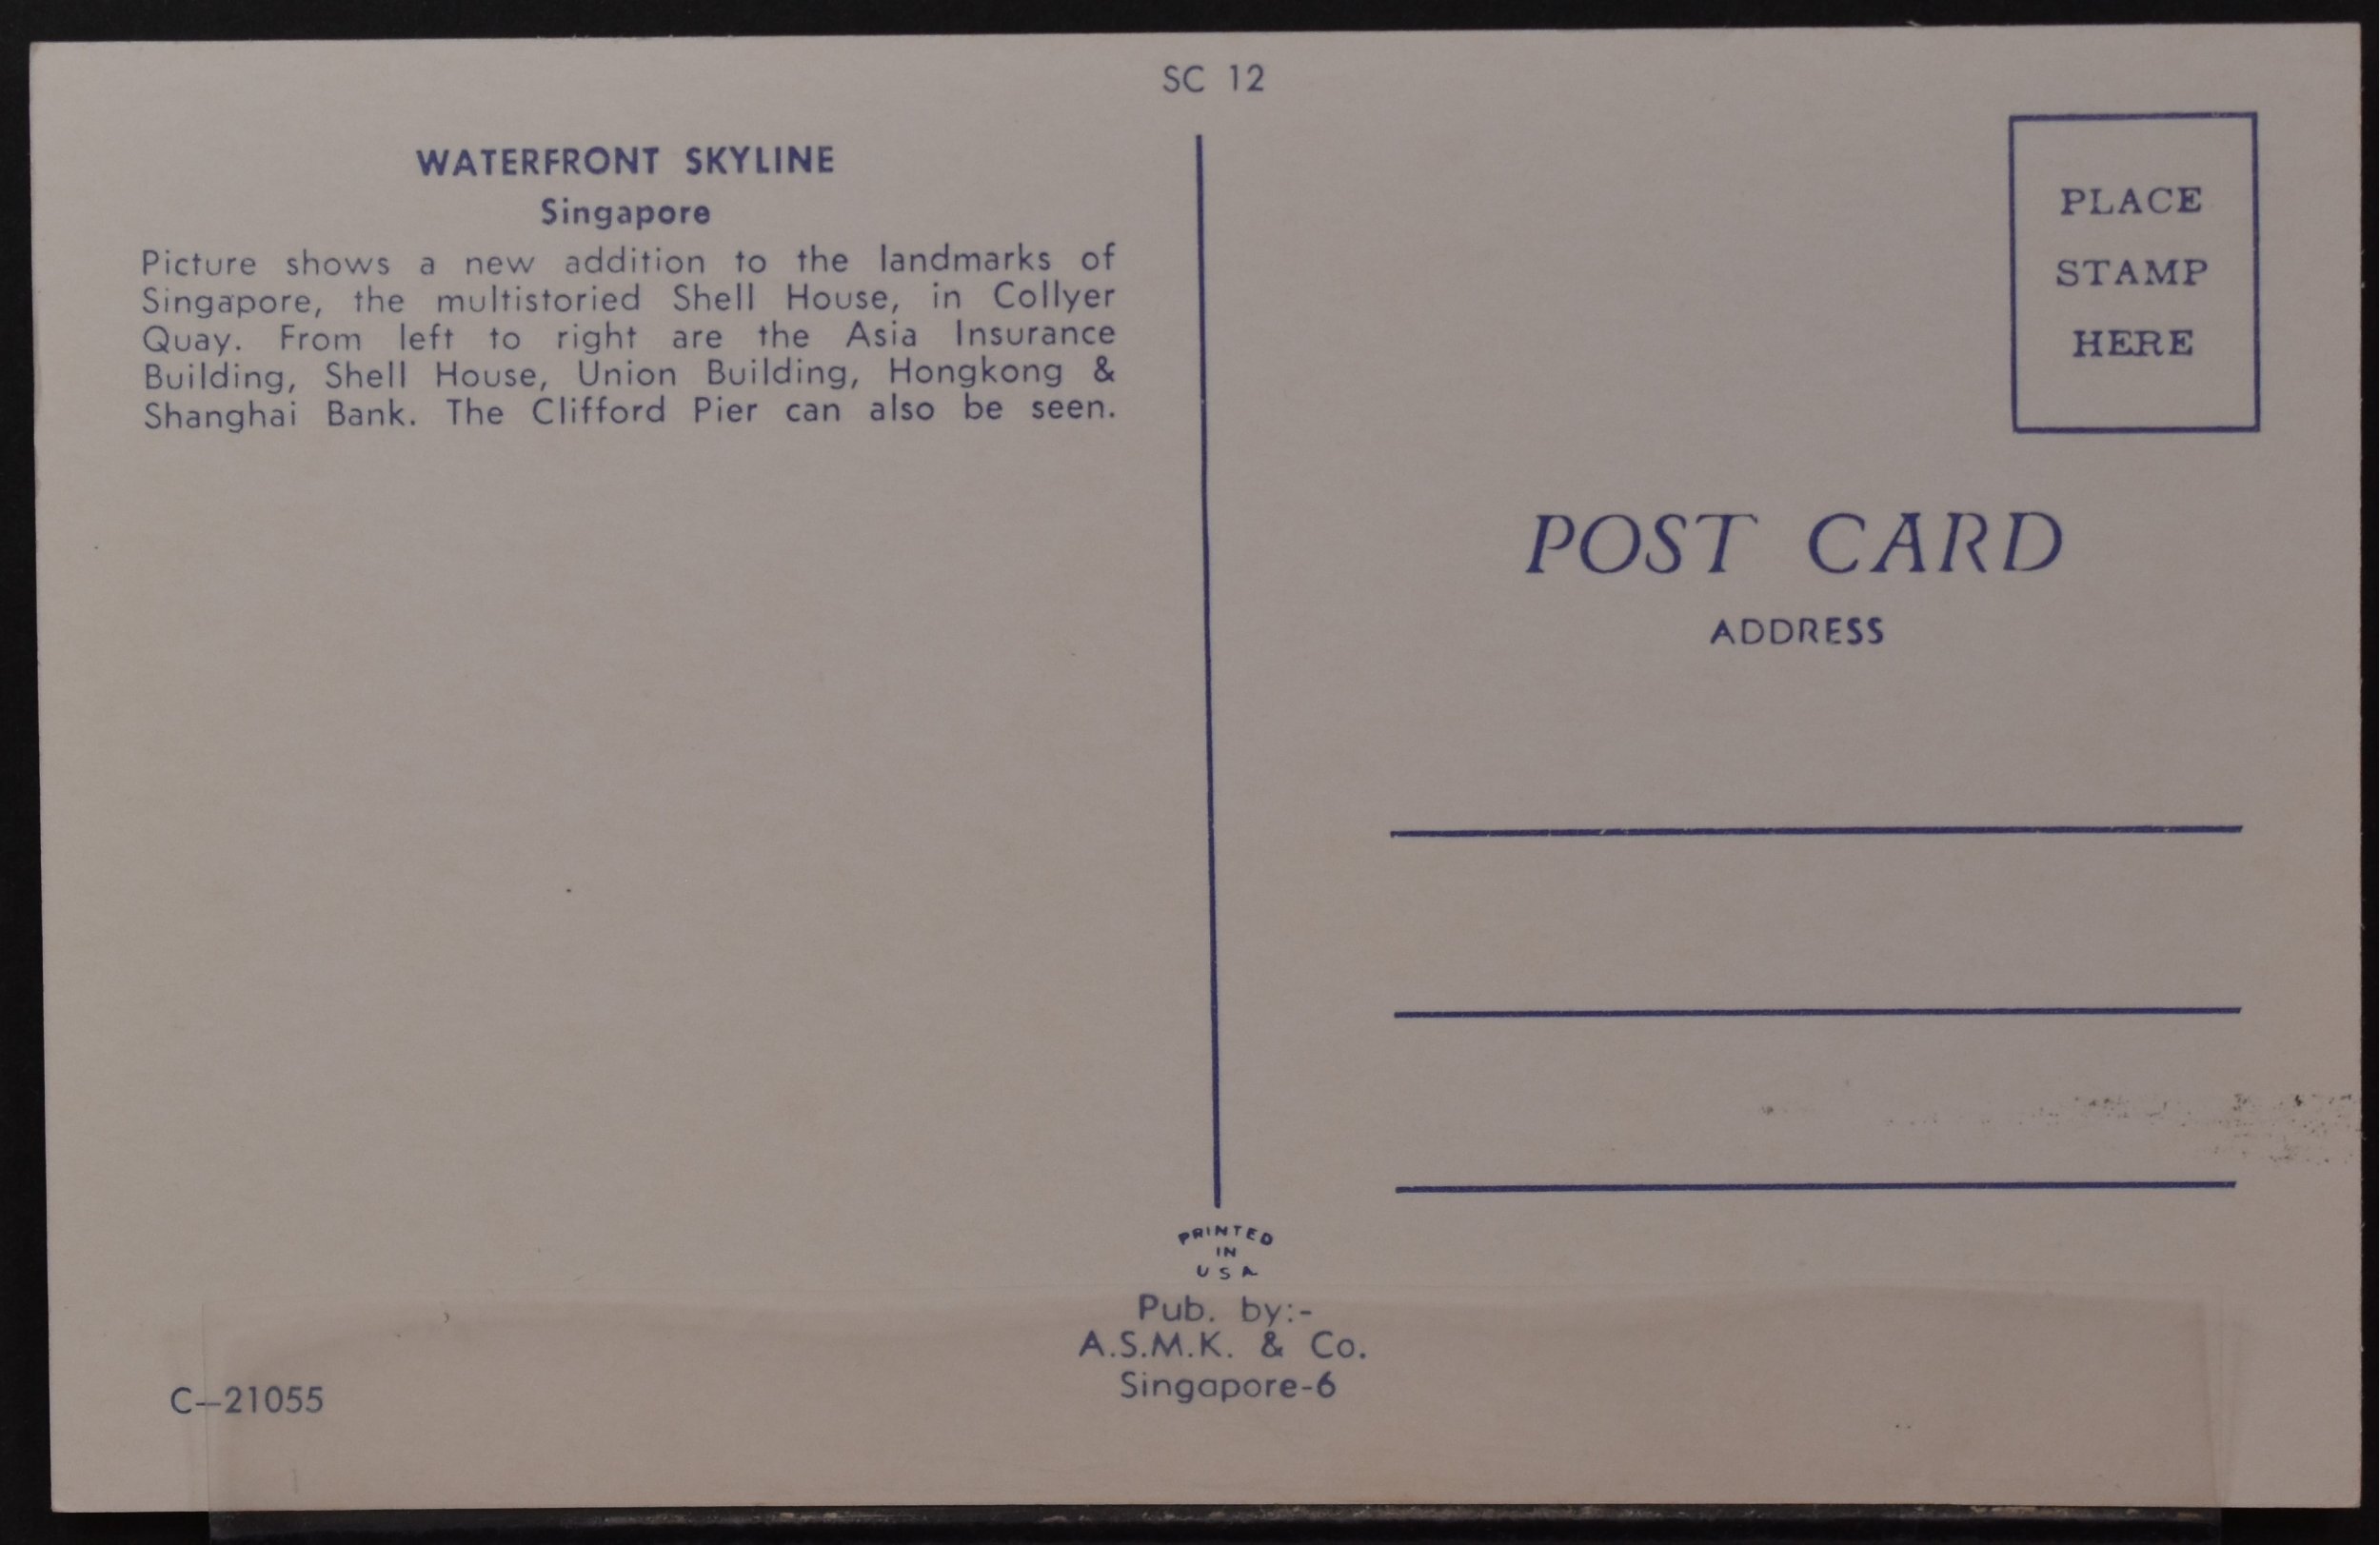 SC 12
WATERFRONT SKYLINE
Singapore
Picture shows a new addition to the landmarks of
Singapore, the multistoried Shell House, in Collyer
Quay. From left to right are the Asia Insurance
Building, Shell House, Union Building, Hongkong &
Shanghai Bank. The Clifford Pier can also be seen.
PLACE
STAMP
HERE
POST CARD
ADDRESS
PRINTED
IN
USA
Pub. by:-
A.S.M.K. & Co.
Singapore-6
C—21055